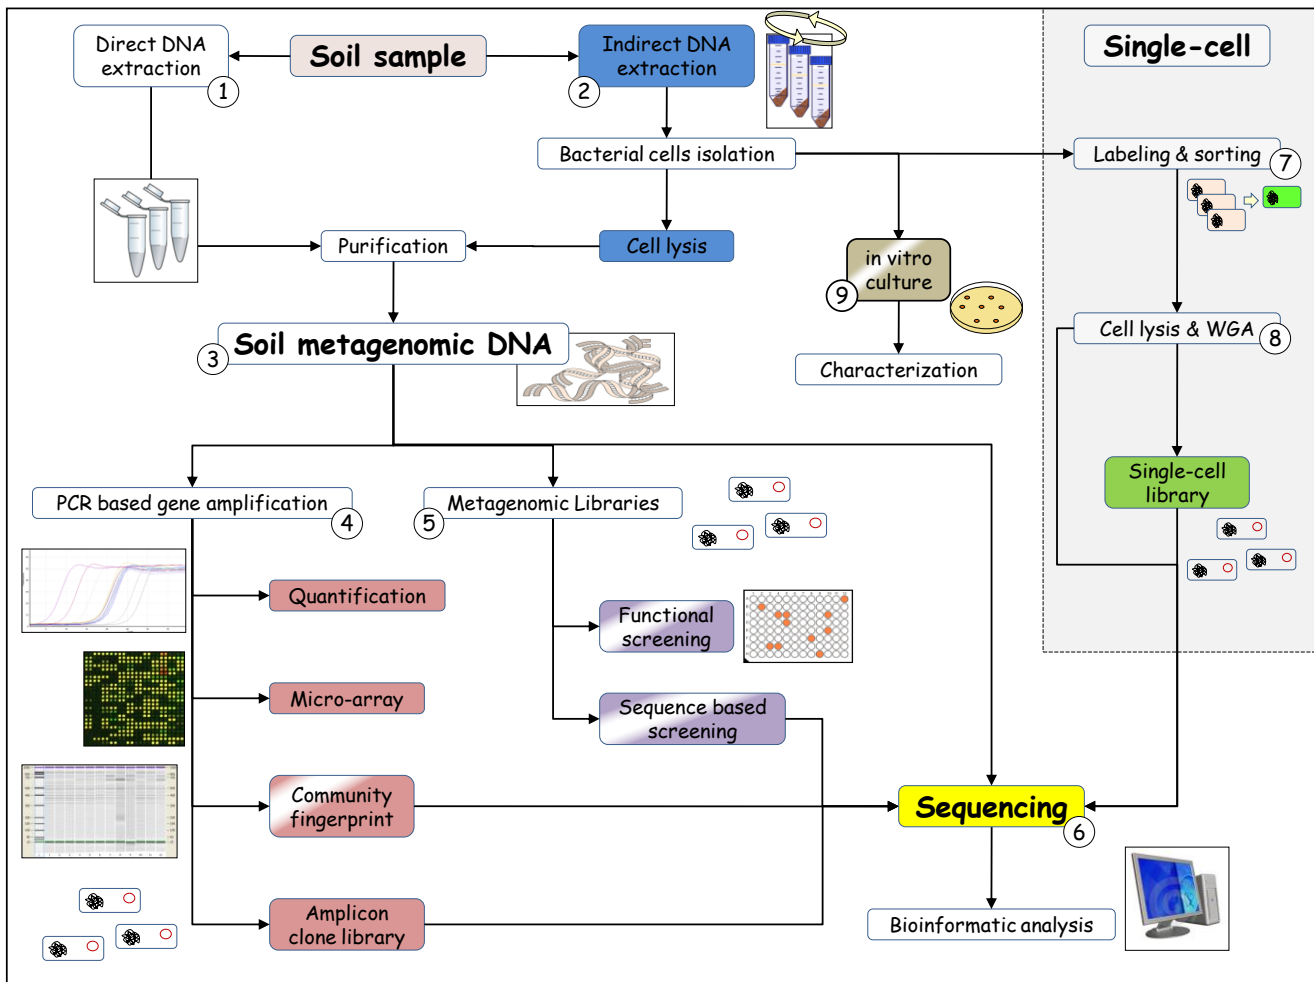 Direct DNA
extraction
1
Soil sample
Indirect DNA
extraction
2
Single-cell
Bacterial cells isolation
Labeling & sorting
7
Purification
Cell lysis
in vitro
culture
9
Soil metagenomic DNA
3
Cell lysis & WGA
8
Characterization
Single-cell
library
PCR based gene amplification
4
Metagenomic Libraries
5
Quantification
Functional
screening
Micro-array
Sequence based
screening
Community
fingerprint
Sequencing
6
Amplicon
clone library
Bioinformatic analysis